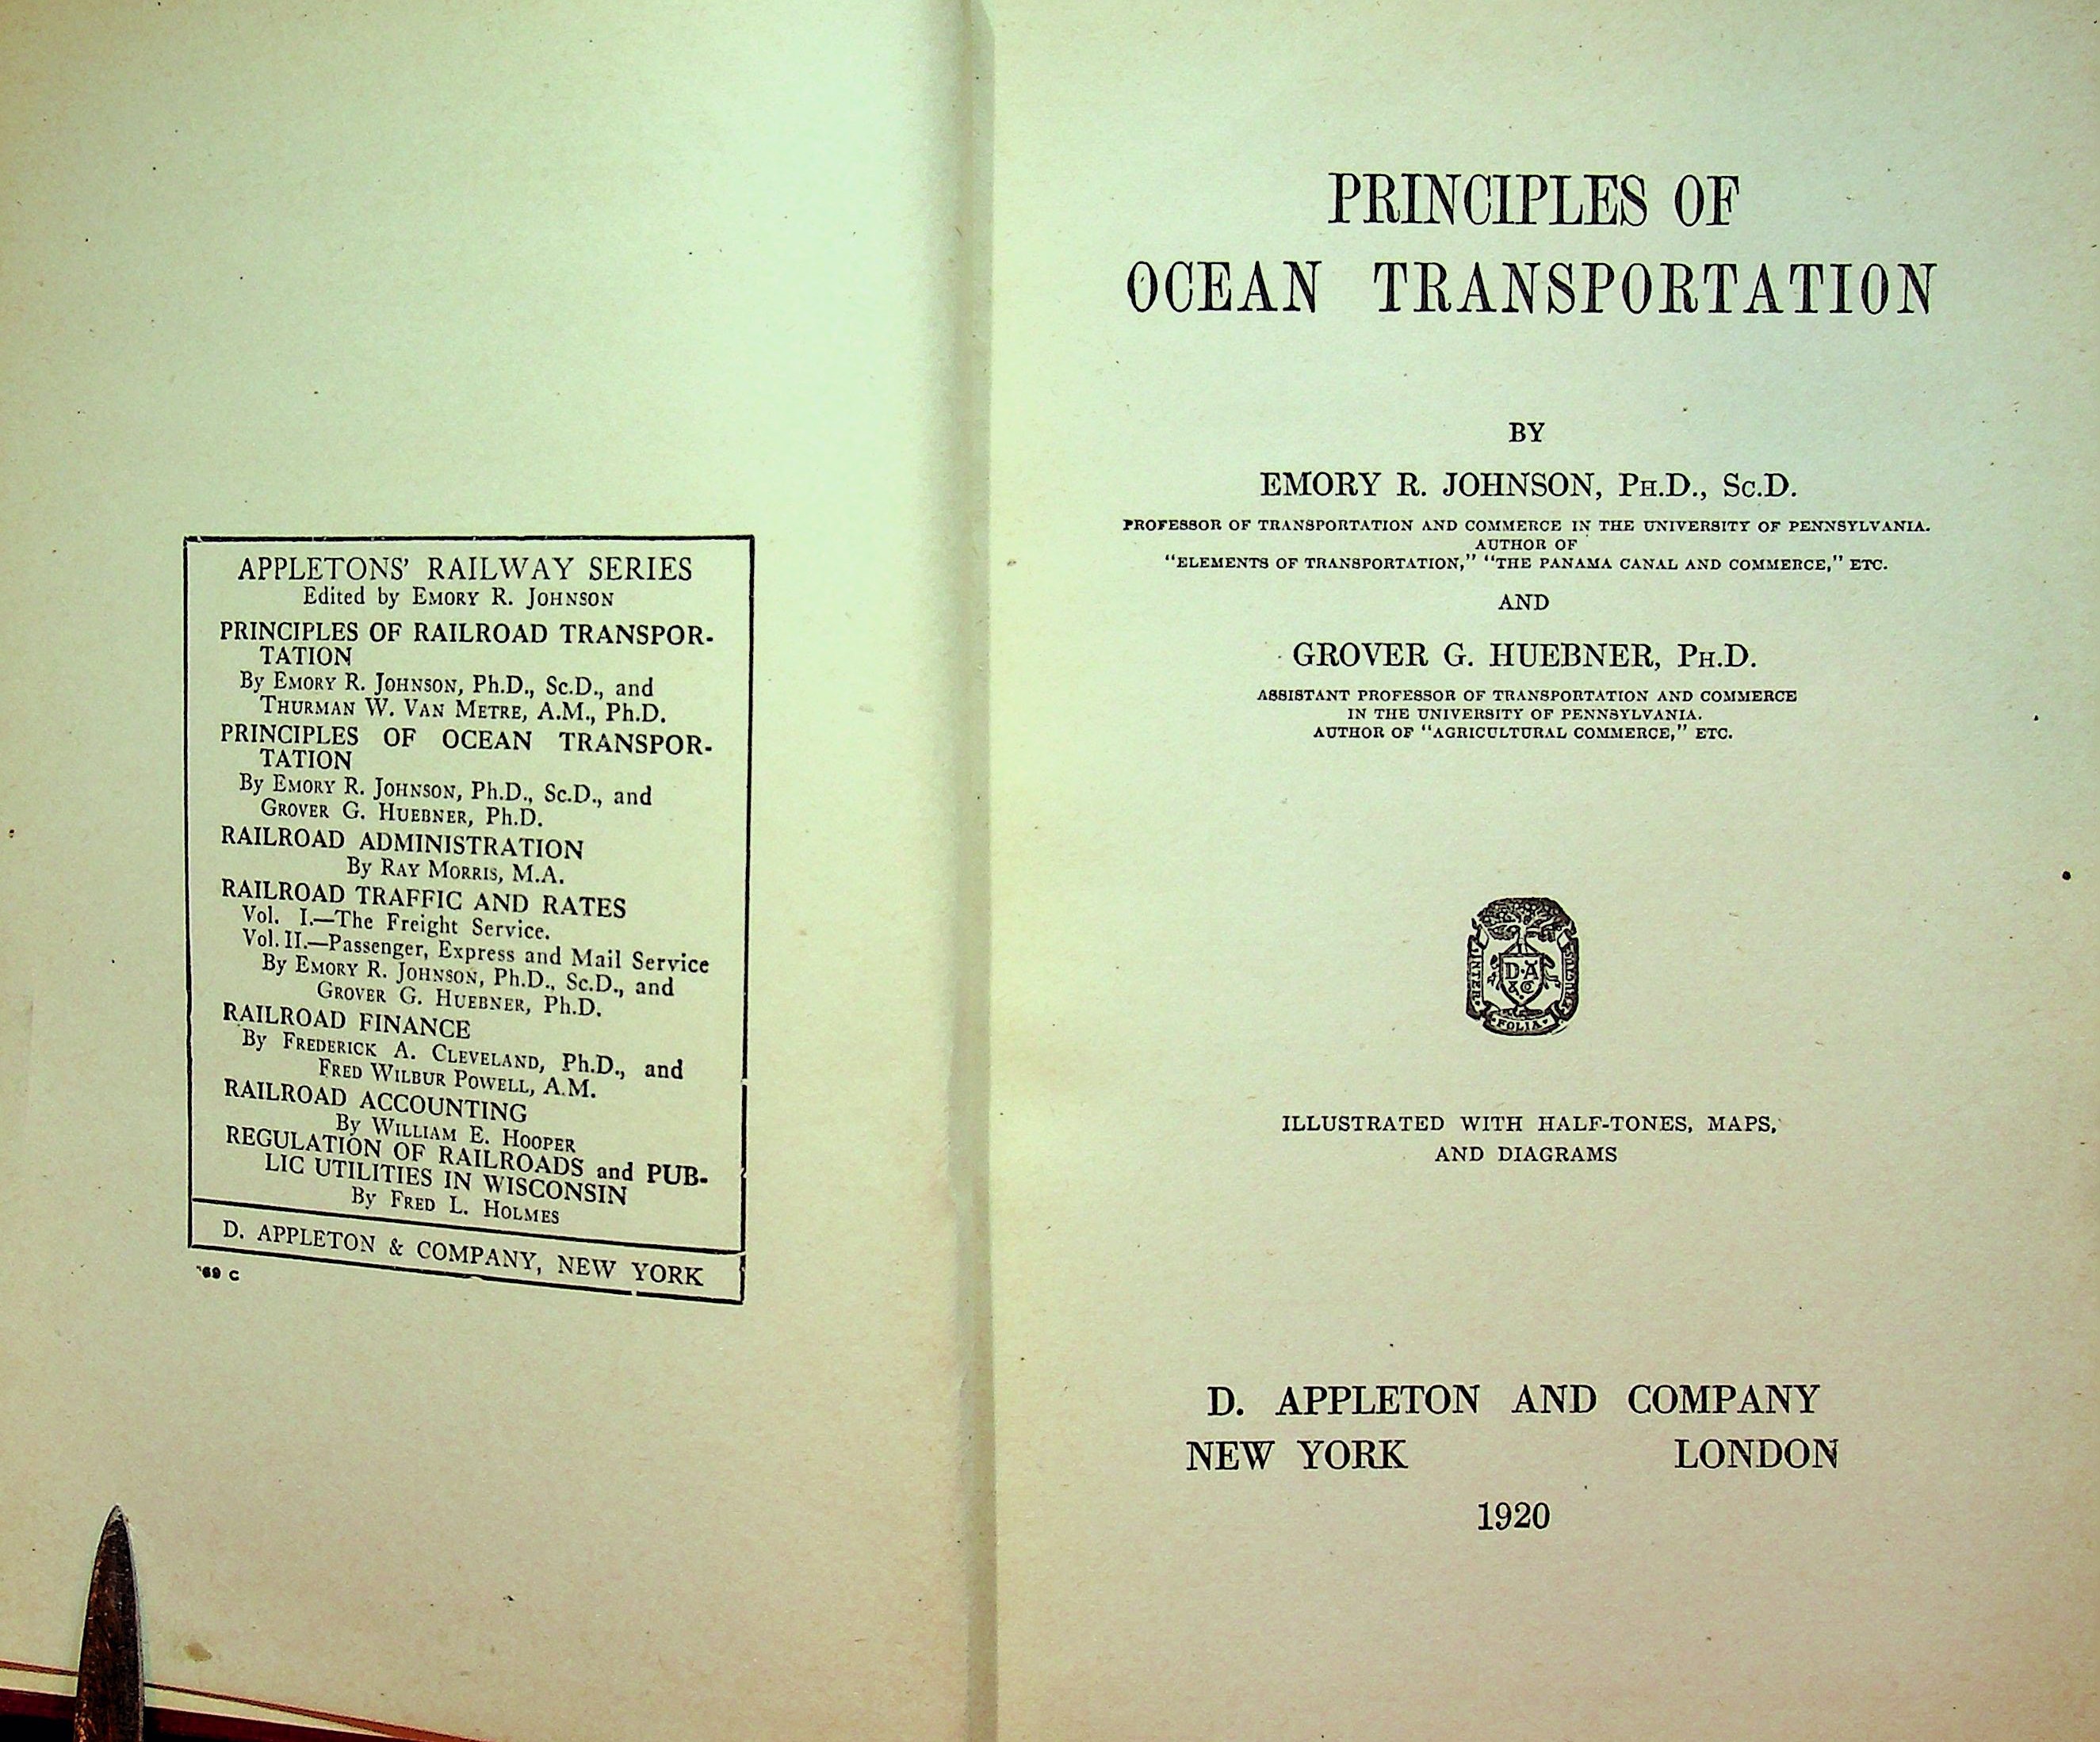 APPLETONS' RAILWAY SERIES
Edited by EMORY R. JOHNSON
PRINCIPLES OF RAILROAD TRANSPOR-
TATION
By EMORY R. JOHNSON, Ph.D., Sc.D., and
THURMAN W. VAN METRE, A.M., Ph.D.
PRINCIPLES OF OCEAN TRANSPOR-
TATION
By EMORY R. JOHNSON, Ph.D., Sc.D., and
GROVER G. HUEBNER, Ph.D.
RAILROAD ADMINISTRATION
By RAY MORRIS, M.A.
RAILROAD TRAFFIC AND RATES
Vol. I.—The Freight Service.
Vol. II.—Passenger, Express and Mail Service
By EMORY R. JOHNSON, Ph.D., Sc.D., and
GROVER G. HUEBNER, Ph.D.
RAILROAD FINANCE
By FREDERICK A. CLEVELAND, Ph.D., and
FRED WILBUR POWELL, A.M.
RAILROAD ACCOUNTING
By WILLIAM E. HOOPER
REGULATION OF RAILROADS and PUB-
LIC UTILITIES IN WISCONSIN
By FRED L. HOLMES
D. APPLETON & COMPANY, NEW YORK
69 C
PRINCIPLES OF
OCEAN TRANSPORTATION
BY
EMORY R. JOHNSON, PH.D., SC.D.
PROFESSOR OF TRANSPORTATION AND COMMERCE IN THE UNIVERSITY OF PENNSYLVANIA.
AUTHOR OF
"ELEMENTS OF TRANSPORTATION," "THE PANAMA CANAL AND COMMERCE," ETC.
AND
GROVER G. HUEBNER, PH.D.
ASSISTANT PROFESSOR OF TRANSPORTATION AND COMMERCE
IN THE UNIVERSITY OF PENNSYLVANIA.
AUTHOR OF "AGRICULTURAL COMMERCE," ETC.
INTER
D·A
& Co
FRUCTUS
FOLIA
ILLUSTRATED WITH HALF-TONES, MAPS,
AND DIAGRAMS
D. APPLETON AND COMPANY
NEW YORK LONDON
1920